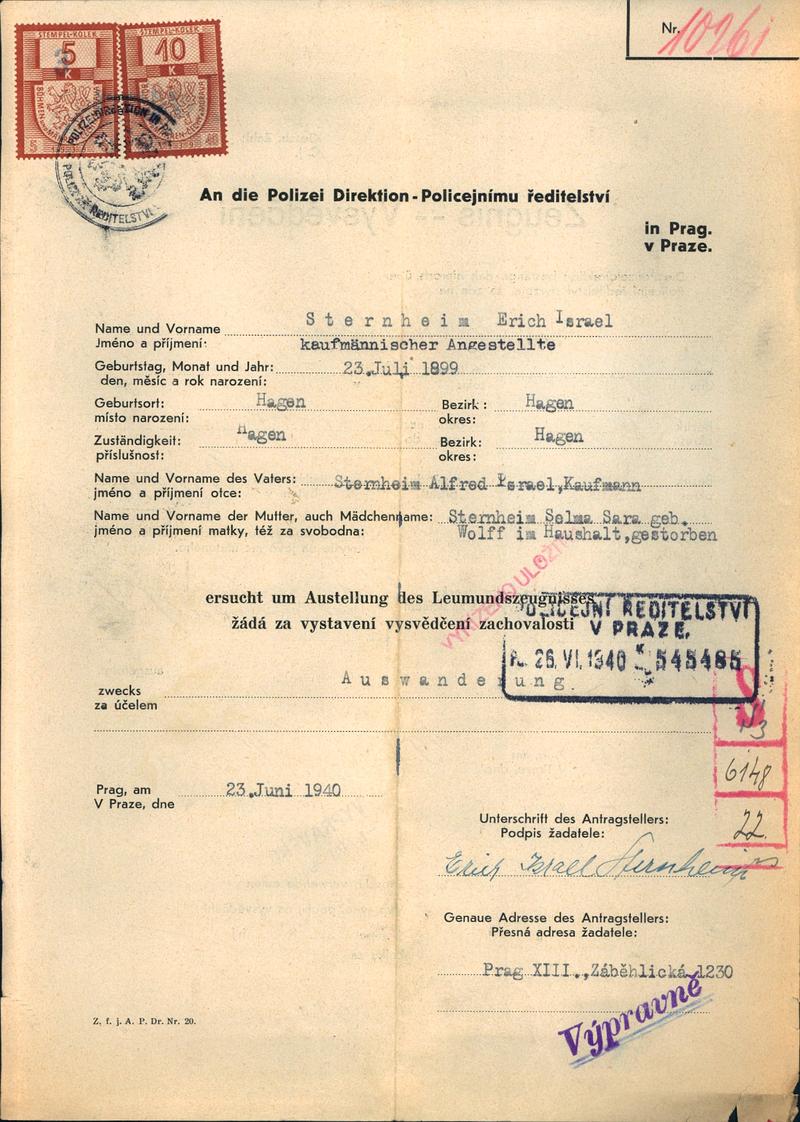 STEMPEL-KOLEK STEMPEL-KOLEK
5 10
K K
Nr. 10261
POLICEJNÍ ŘEDITELSTVÍ
An die Polizei Direktion - Policejnímu ředitelství
in Prag.
v Praze.
Name und Vorname Sternheim Erich Israel
Jméno a příjmení: kaufmännischer Angestellte
Geburtstag, Monat und Jahr: 23.Juli 1899
den, měsíc a rok narození:
Geburtsort: Hagen Bezirk: Hagen
místo narození: okres:
Zuständigkeit: Hagen Bezirk: Hagen
příslušnost: okres:
Name und Vorname des Vaters: Sternheim Alfred Israel,Kaufmann
jméno a příjmení otce:
Name und Vorname der Mutter, auch Mädchenname: Sternheim Selma Sara geb.
jméno a příjmení matky, též za svobodna: Wolff im Haushalt,gestorben
ersucht um Austellung des Leumundszeugnisses
žádá za vystavení vysvědčení zachovalosti
POLICEJNÍ ŘEDITELSTVÍ
V PRAZE.
26.VI.1940 545485
zwecks Auswanderung
za účelem
6148
22
Prag, am 23.Juni 1940
V Praze, dne
Unterschrift des Antragstellers:
Podpis žadatele:
Erich Israel Sternheim
Genaue Adresse des Antragstellers:
Přesná adresa žadatele:
Prag XIII.,Záběhlická 1230
Výpravně
Z. f. j. A. P. Dr. Nr. 20.